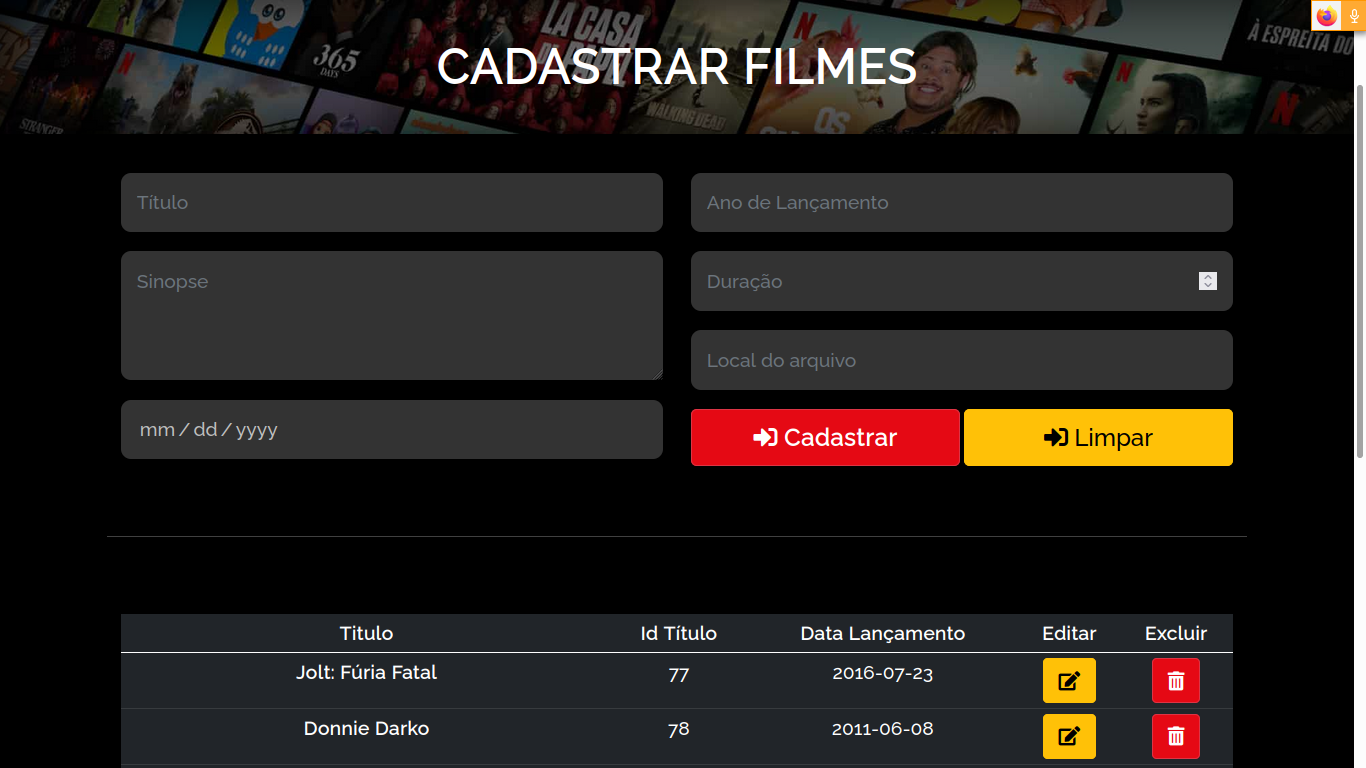 365
DAYS
LA CASA
À ESPREITA DO
STRANGER
WALKING DEAD
OS
CADASTRAR FILMES
Título
Ano de Lançamento
Sinopse
Duração
Local do arquivo
mm / dd / yyyy
Cadastrar
Limpar
Titulo Id Título Data Lançamento Editar Excluir
Jolt: Fúria Fatal 77 2016-07-23
Donnie Darko 78 2011-06-08